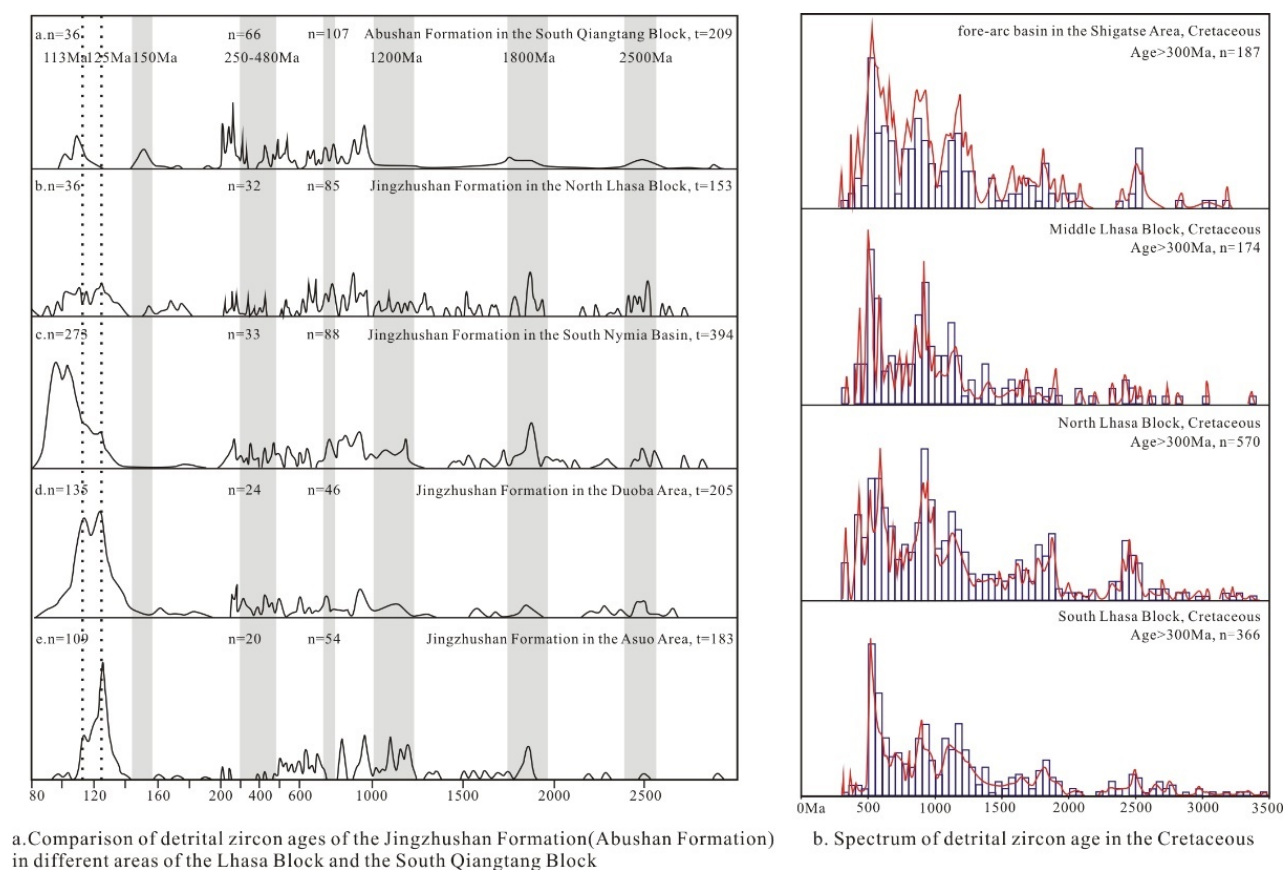 a.n=36 n=66 n=107 Abushan Formation in the South Qiangtang Block, t=209
113Ma 125Ma 150Ma 250-480Ma 1200Ma 1800Ma 2500Ma
b.n=36 n=32 n=85 Jingzhushan Formation in the North Lhasa Block, t=153
c.n=273 n=33 n=88 Jingzhushan Formation in the South Nymia Basin, t=394
d.n=135 n=24 n=46 Jingzhushan Formation in the Duoba Area, t=205
e.n=109 n=20 n=54 Jingzhushan Formation in the Asuo Area, t=183
80 120 160 200 400 600 1000 1500 2000 2500
a.Comparison of detrital zircon ages of the Jingzhushan Formation(Abushan Formation)
in different areas of the Lhasa Block and the South Qiangtang Block
fore-arc basin in the Shigatse Area, Cretaceous
Age>300Ma, n=187
Middle Lhasa Block, Cretaceous
Age>300Ma, n=174
North Lhasa Block, Cretaceous
Age>300Ma, n=570
South Lhasa Block, Cretaceous
Age>300Ma, n=366
0Ma 500 1000 1500 2000 2500 3000 3500
b. Spectrum of detrital zircon age in the Cretaceous